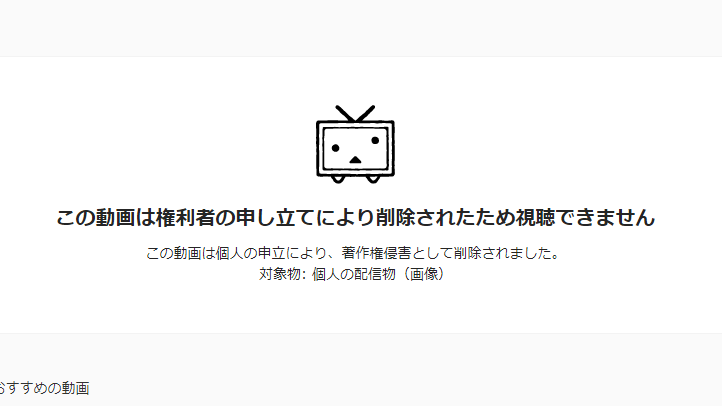 この動画は権利者の申し立てにより削除されたため視聴できません
この動画は個人の申立により、著作権侵害として削除されました。
対象物: 個人の配信物（画像）
おすすめの動画